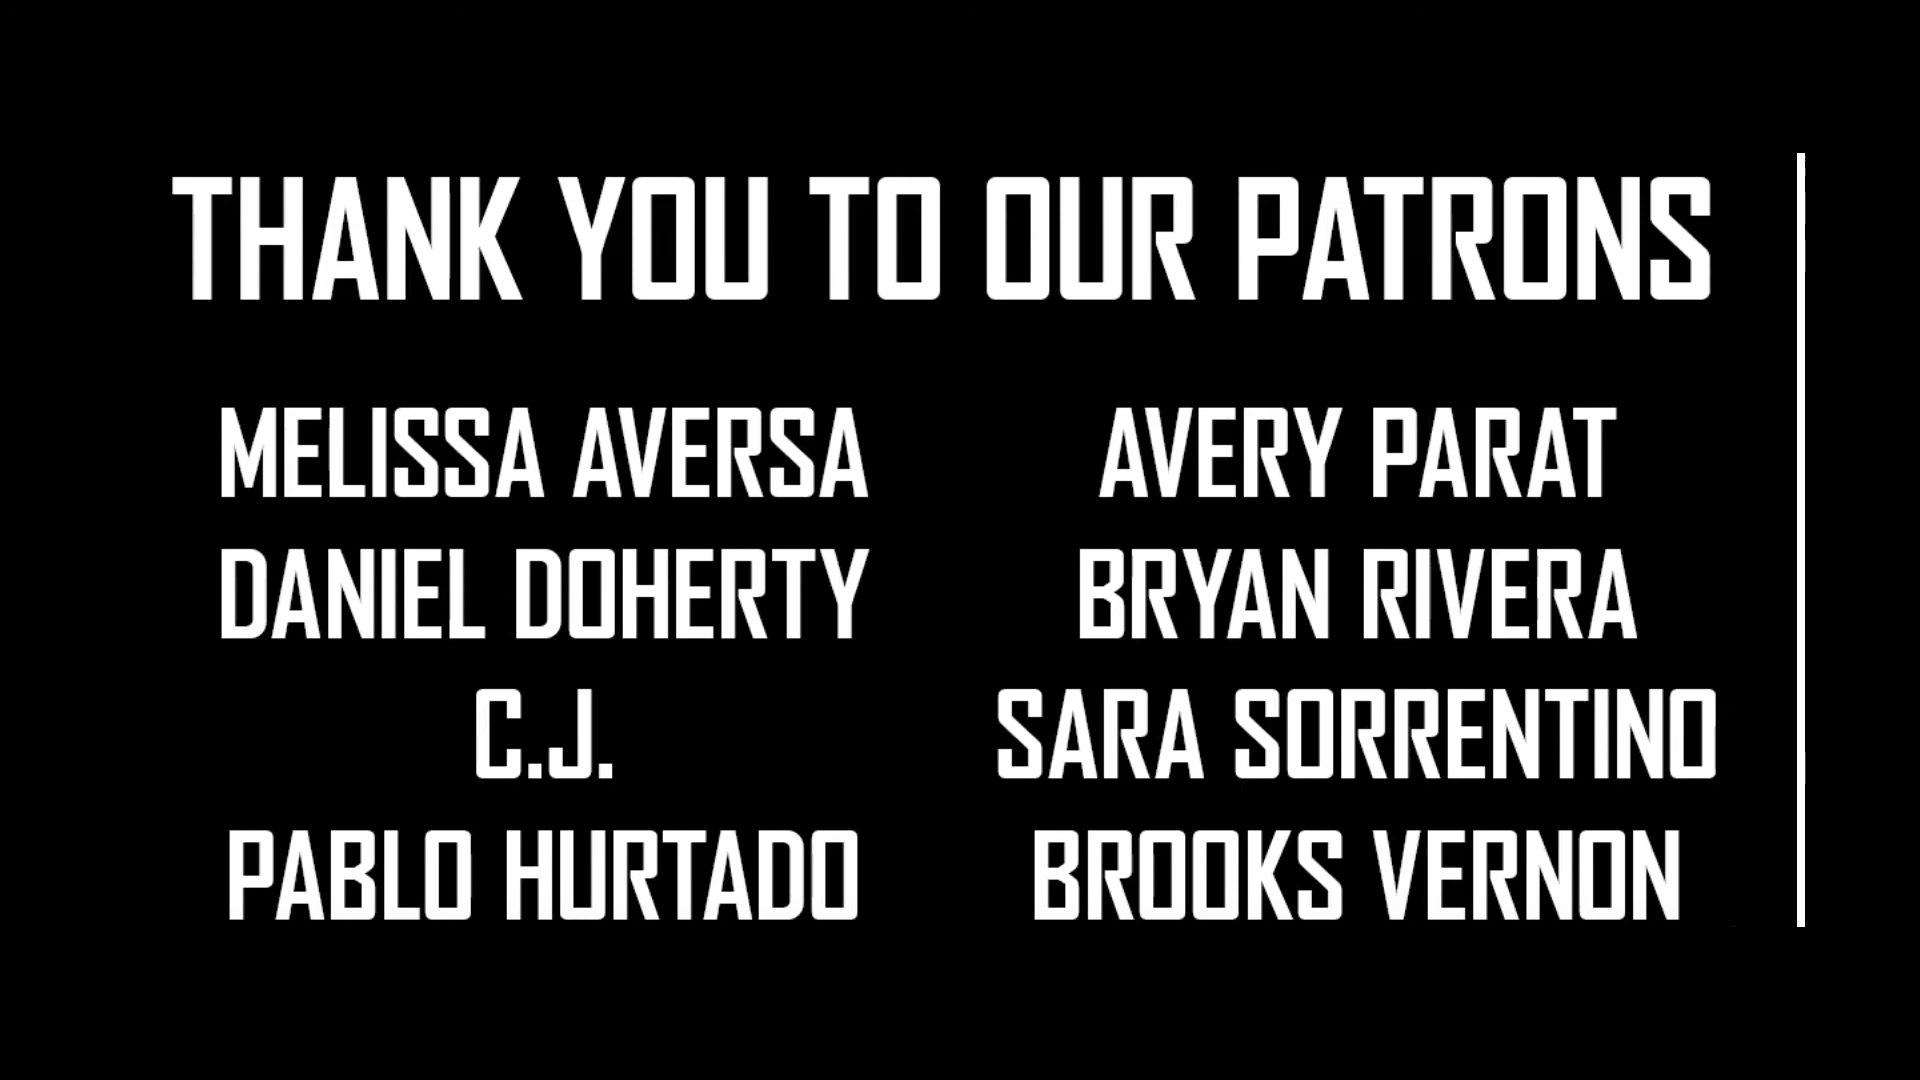 THANK YOU TO OUR PATRONS
MELISSA AVERSA
DANIEL DOHERTY
C.J.
PABLO HURTADO
AVERY PARAT
BRYAN RIVERA
SARA SORRENTINO
BROOKS VERNON